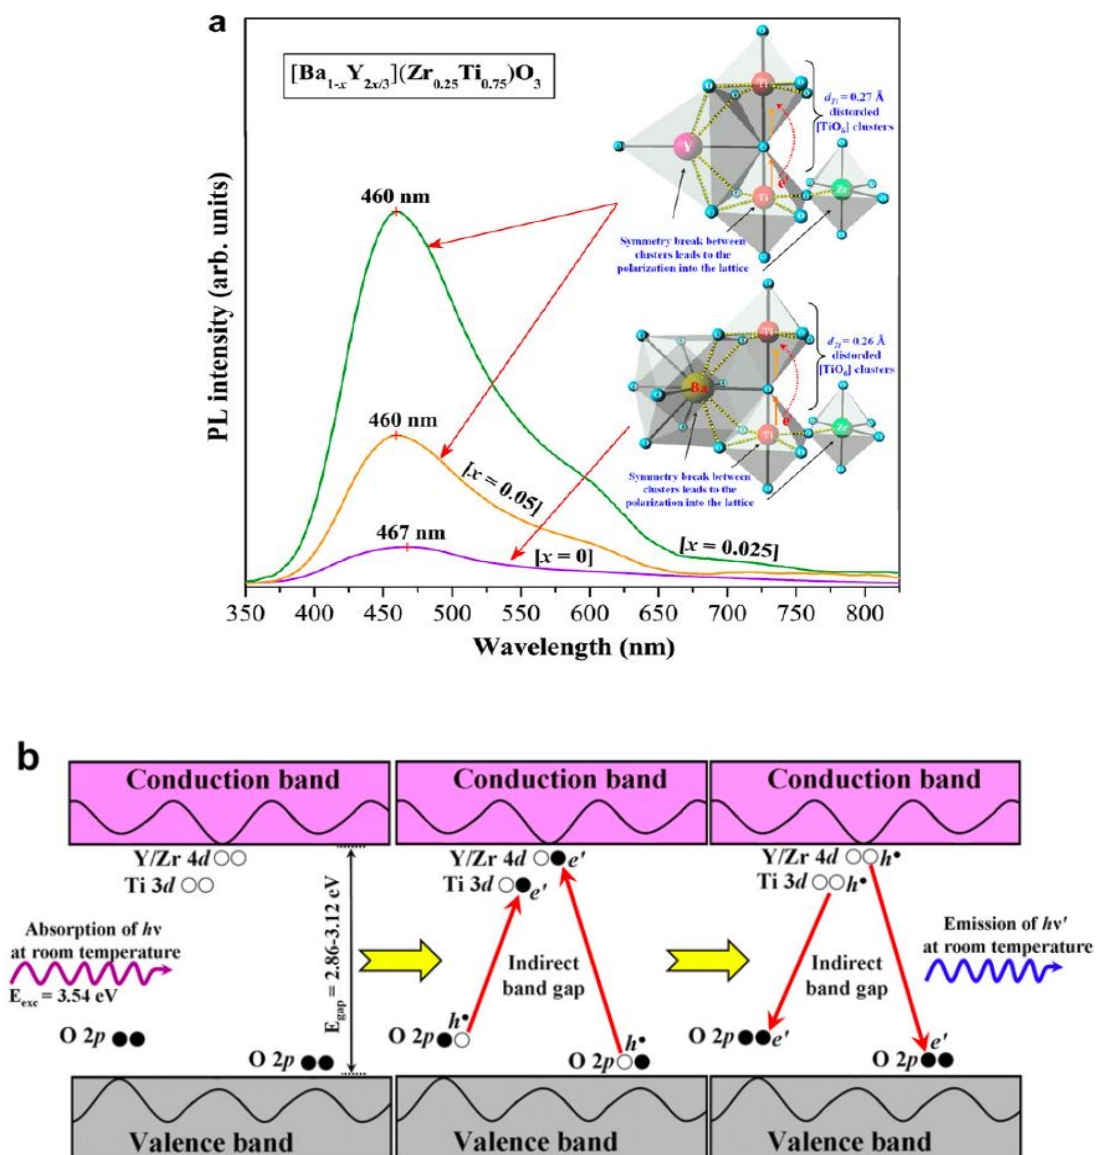 a
[Ba1-xY2x/3](Zr0.25Ti0.75)O3
PL intensity (arb. units)
460 nm
460 nm
467 nm
[x = 0.05]
[x = 0]
[x = 0.025]
O
Ti
Y
Ti
Zr
e'
dTi = 0.27 Å
distorded
[TiO6] clusters
Symmetry break between
clusters leads to the
polarization into the lattice
Ti
Ba
Ti
Zr
e'
dTi = 0.26 Å
distorded
[TiO6] clusters
Symmetry break between
clusters leads to the
polarization into the lattice
350 400 450 500 550 600 650 700 750 800
Wavelength (nm)
b
Conduction band
Y/Zr 4d
Ti 3d
Absorption of hν
at room temperature
Eexc = 3.54 eV
Egap = 2.86-3.12 eV
O 2p
O 2p
Valence band
Conduction band
Y/Zr 4d e'
Ti 3d e'
Indirect
band gap
h•
O 2p
h•
O 2p
Valence band
Conduction band
Y/Zr 4d h•
Ti 3d h•
Emission of hν'
at room temperature
Indirect
band gap
O 2p e'
e'
O 2p
Valence band